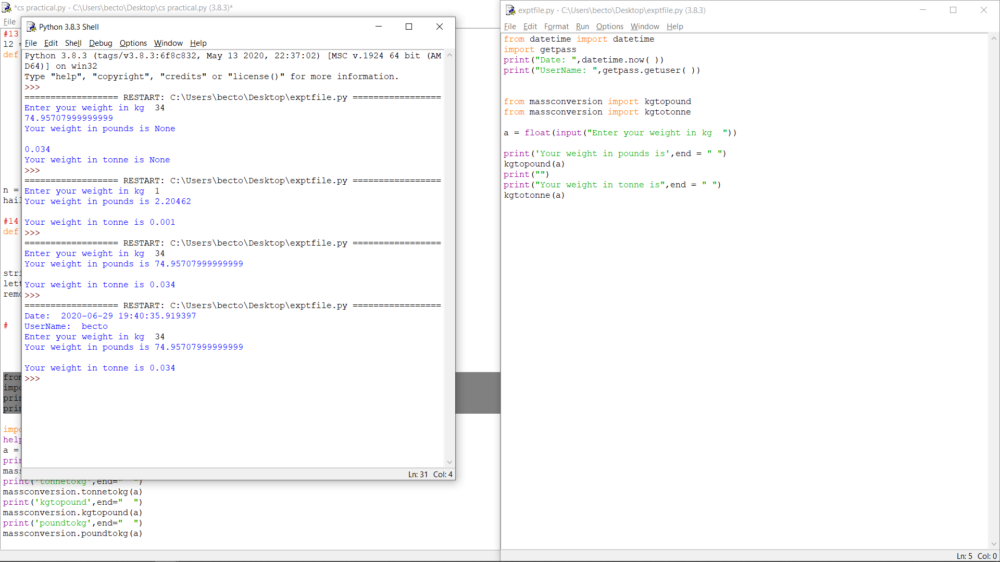 *cs practical.py - C:\Users\becto\Desktop\cs practical.py (3.8.3)*
File
#13
l2 =
def
n =
hail
#14
def
stri
lett
remo
#
from
impo
prin
prin
impo
help
a =
prin
mass
print('tonnetokg',end="  ")
massconversion.tonnetokg(a)
print('kgtopound',end="  ")
massconversion.kgtopound(a)
print('poundtokg',end="  ")
massconversion.poundtokg(a)
Python 3.8.3 Shell
File Edit Shell Debug Options Window Help
Python 3.8.3 (tags/v3.8.3:6f8c832, May 13 2020, 22:37:02) [MSC v.1924 64 bit (AM
D64)] on win32
Type "help", "copyright", "credits" or "license()" for more information.
>>>
================== RESTART: C:\Users\becto\Desktop\exptfile.py =================
Enter your weight in kg  34
74.95707999999999
Your weight in pounds is None
0.034
Your weight in tonne is None
>>>
================== RESTART: C:\Users\becto\Desktop\exptfile.py =================
Enter your weight in kg  1
Your weight in pounds is 2.20462
Your weight in tonne is 0.001
>>>
================== RESTART: C:\Users\becto\Desktop\exptfile.py =================
Enter your weight in kg  34
Your weight in pounds is 74.95707999999999
Your weight in tonne is 0.034
>>>
================== RESTART: C:\Users\becto\Desktop\exptfile.py =================
Date:  2020-06-29 19:40:35.919397
UserName:  becto
Enter your weight in kg  34
Your weight in pounds is 74.95707999999999
Your weight in tonne is 0.034
>>>
Ln: 31 Col: 4
exptfile.py - C:\Users\becto\Desktop\exptfile.py (3.8.3)
File Edit Format Run Options Window Help
from datetime import datetime
import getpass
print("Date: ",datetime.now( ))
print("UserName: ",getpass.getuser( ))
from massconversion import kgtopound
from massconversion import kgtotonne
a = float(input("Enter your weight in kg  "))
print('Your weight in pounds is',end = " ")
kgtopound(a)
print("")
print("Your weight in tonne is",end = " ")
kgtotonne(a)
Ln: 5 Col: 0